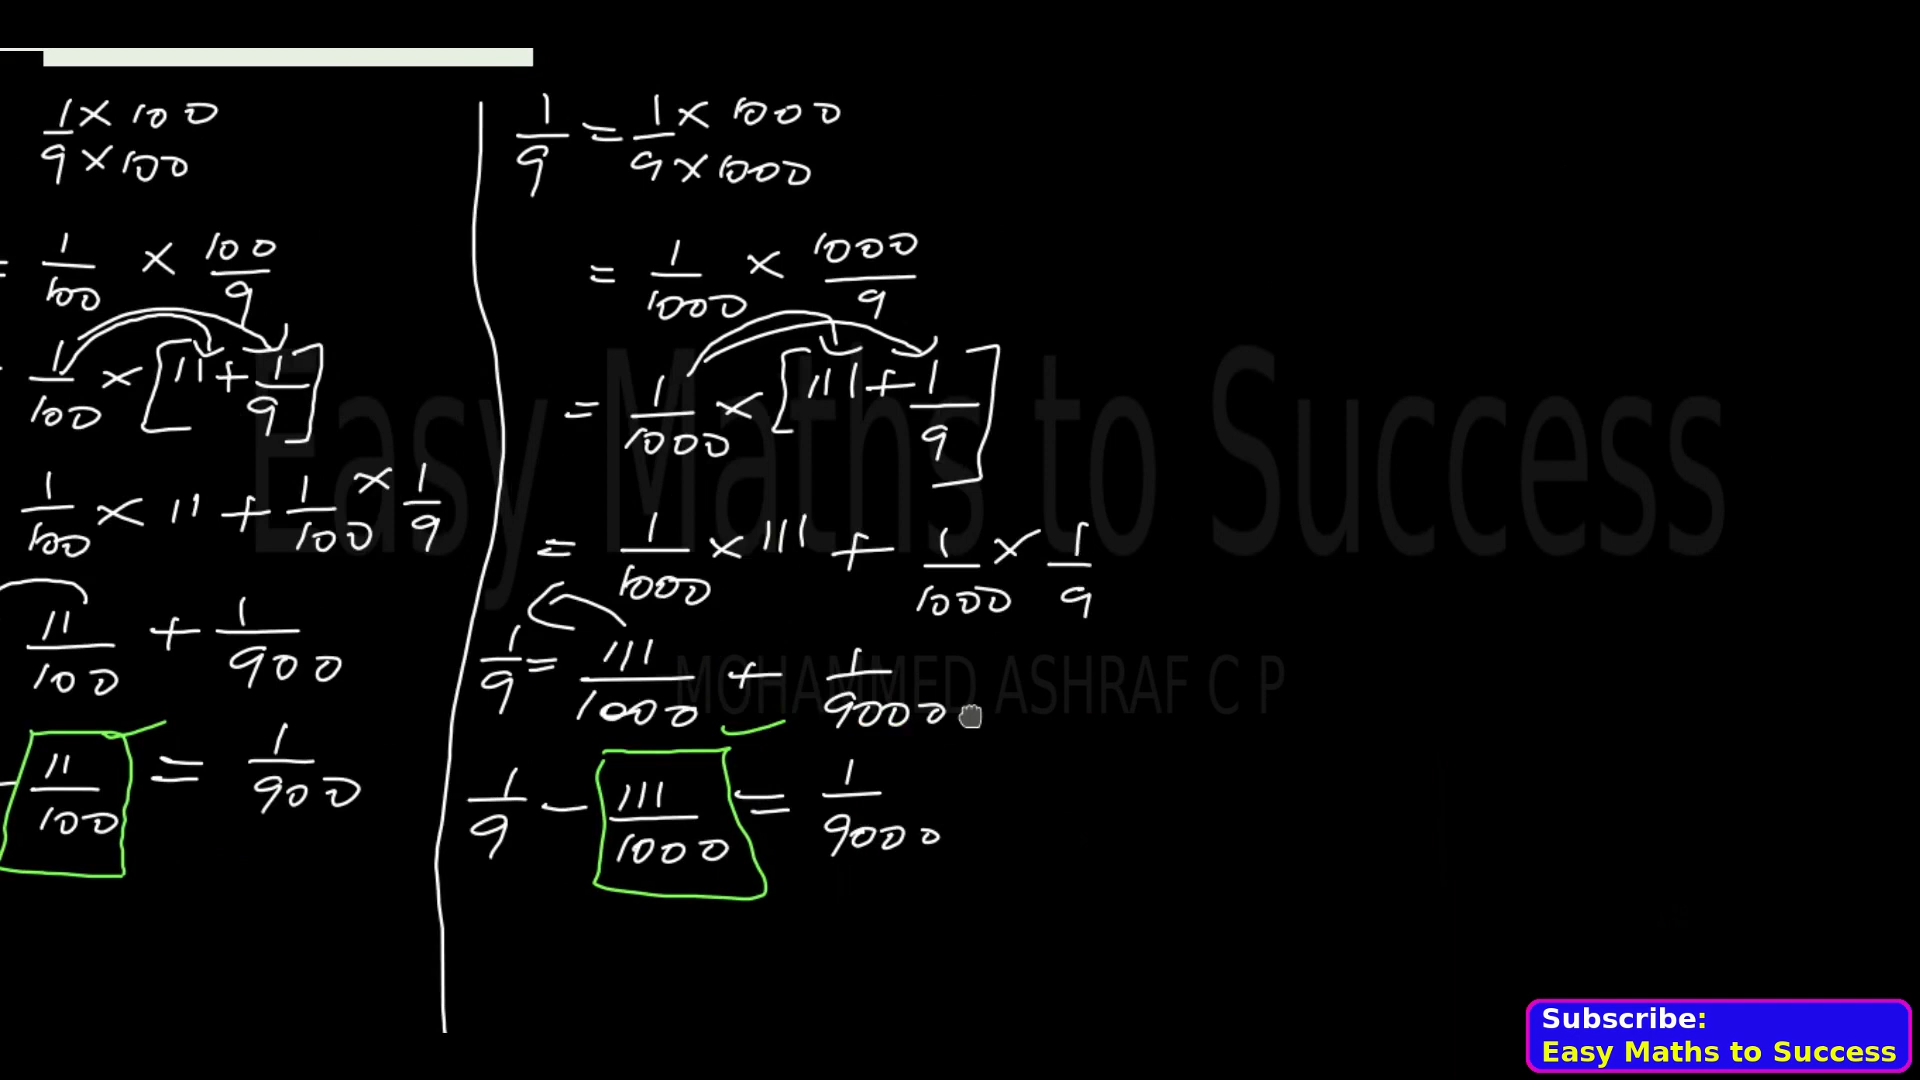 1 × 100
9 × 100
= 1/100 × 100/9
1/100 × [11 + 1/9]
1/100 × 11 + 1/100 × 1/9
11/100 + 1/900
11/100 = 1/900
1/9 = 1 × 1000
9 × 1000
= 1/1000 × 1000/9
= 1/1000 × [111 + 1/9]
= 1/1000 × 111 + 1/1000 × 1/9
1/9 = 111/1000 + 1/9000
1/9 − 111/1000 = 1/9000
Easy Maths to Success
MOHAMMED ASHRAF C P
Subscribe:
Easy Maths to Success